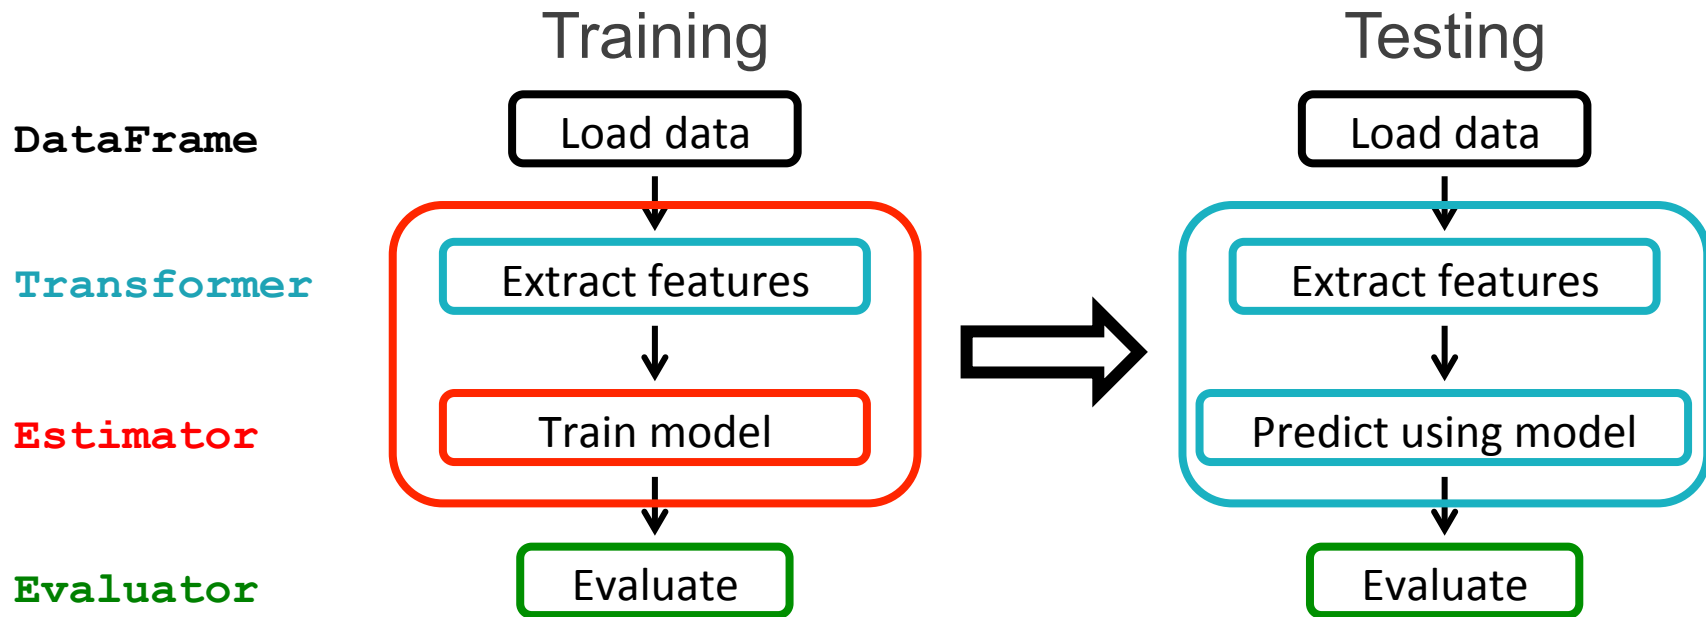 Training
Testing
DataFrame
Load data
Load data
Transformer
Extract features
Extract features
Estimator
Train model
Predict using model
Evaluator
Evaluate
Evaluate